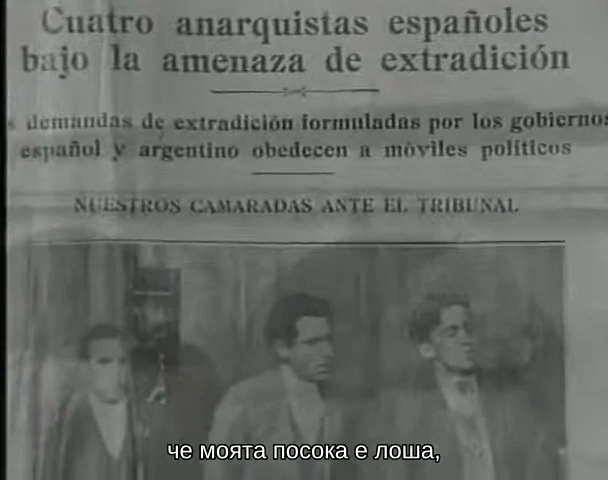 Cuatro anarquistas españoles
bajo la amenaza de extradición
s demandas de extradición formuladas por los gobiernos
español y argentino obedecen a móviles políticos
NUESTROS CAMARADAS ANTE EL TRIBUNAL
че моята посока е лоша,